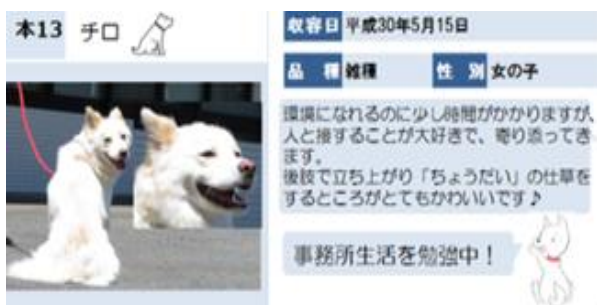 本13 チロ
収容日 平成30年5月15日
品 種 雑種 性 別 女の子
環境になれるのに少し時間がかかりますが、
人と接することが大好きで、寄り添ってき
ます。
後肢で立ち上がり「ちょうだい」の仕草を
するところがとてもかわいいです♪
事務所生活を勉強中！